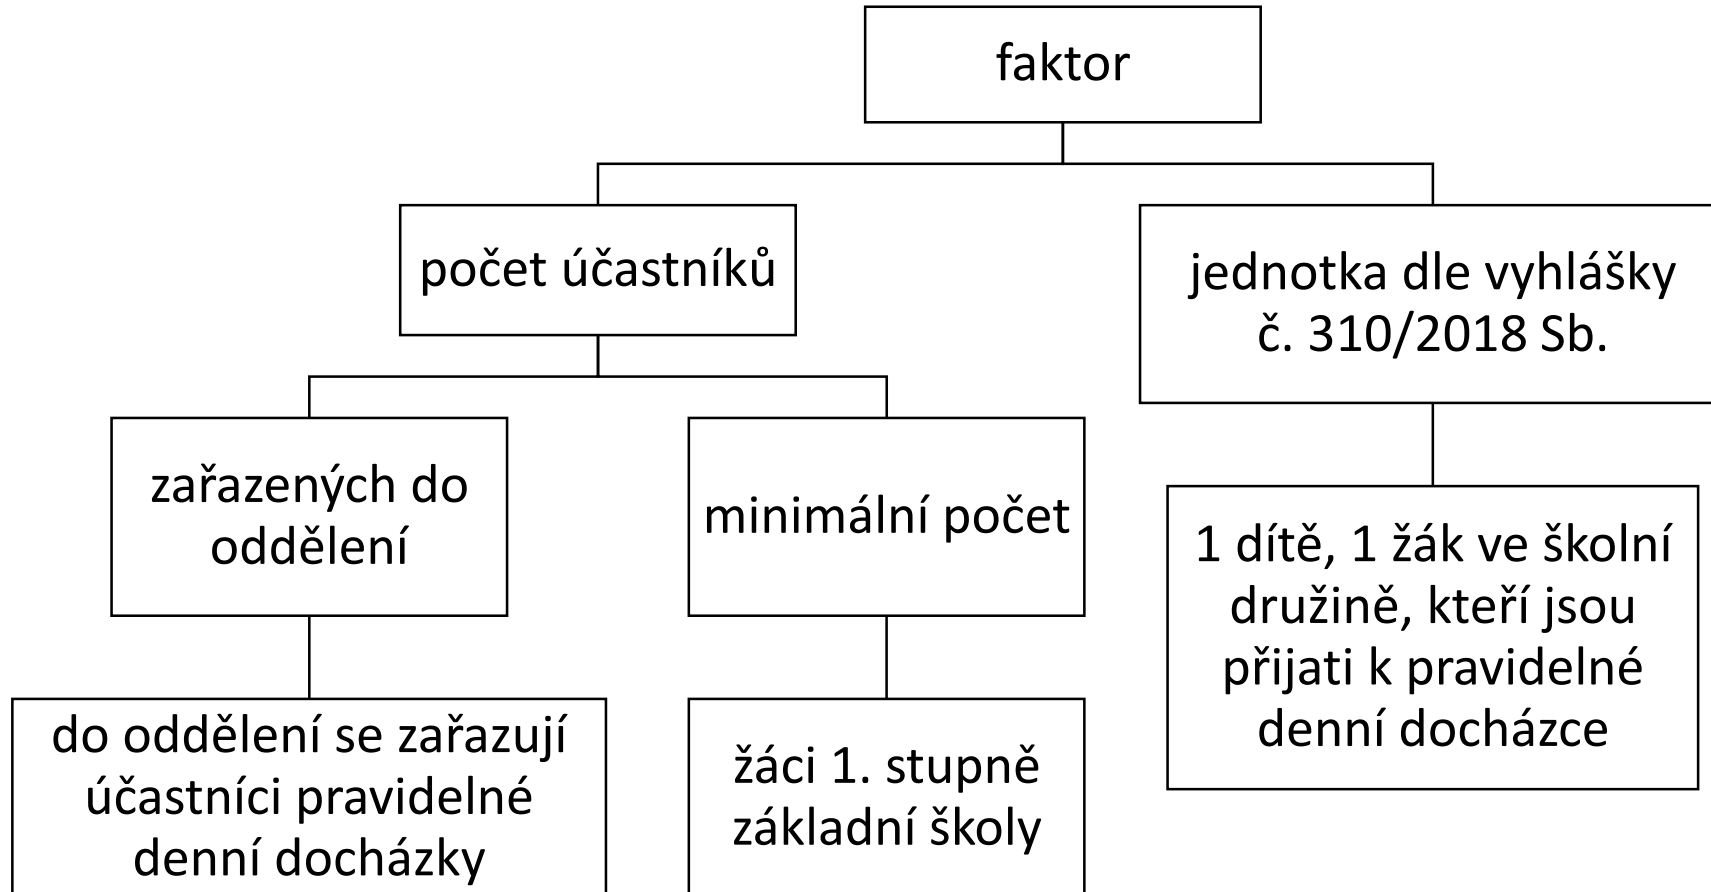 faktor
počet účastníků
jednotka dle vyhlášky
č. 310/2018 Sb.
zařazených do
oddělení
minimální počet
1 dítě, 1 žák ve školní
družině, kteří jsou
přijati k pravidelné
denní docházce
do oddělení se zařazují
účastníci pravidelné
denní docházky
žáci 1. stupně
základní školy